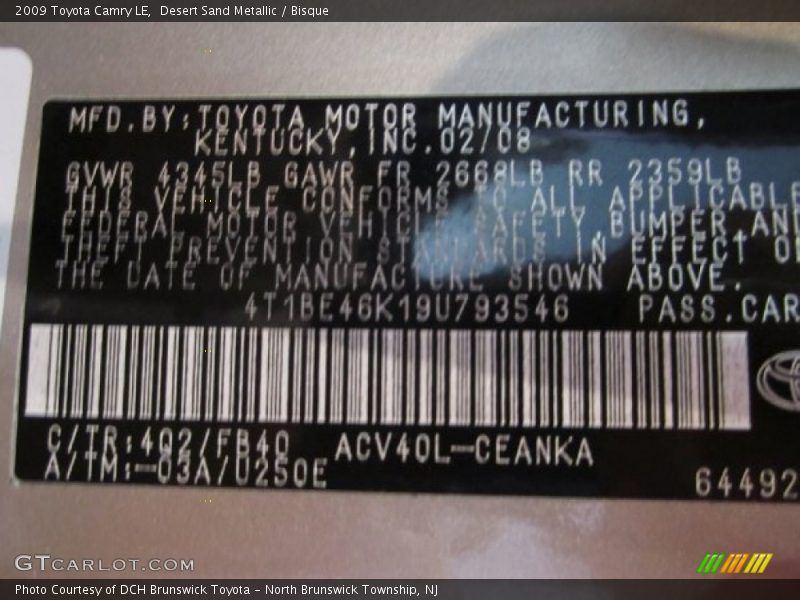 2009 Toyota Camry LE,  Desert Sand Metallic / Bisque
MFD.BY:TOYOTA MOTOR MANUFACTURING,
KENTUCKY,INC.02/08
GVWR 4345LB GAWR FR 2668LB RR 2359LB
THIS VEHICLE CONFORMS TO ALL APPLICABLE
FEDERAL MOTOR VEHICLE SAFETY,BUMPER,AND
THEFT PREVENTION STANDARDS IN EFFECT O
THE DATE OF MANUFACTURE SHOWN ABOVE.
4T1BE46K19U793546 PASS.CAR
C/TR:4Q2/FB40 ACV40L-CEANKA
A/TM:-03A/U250E
64492
GTCARLOT.COM
Photo Courtesy of DCH Brunswick Toyota - North Brunswick Township, NJ